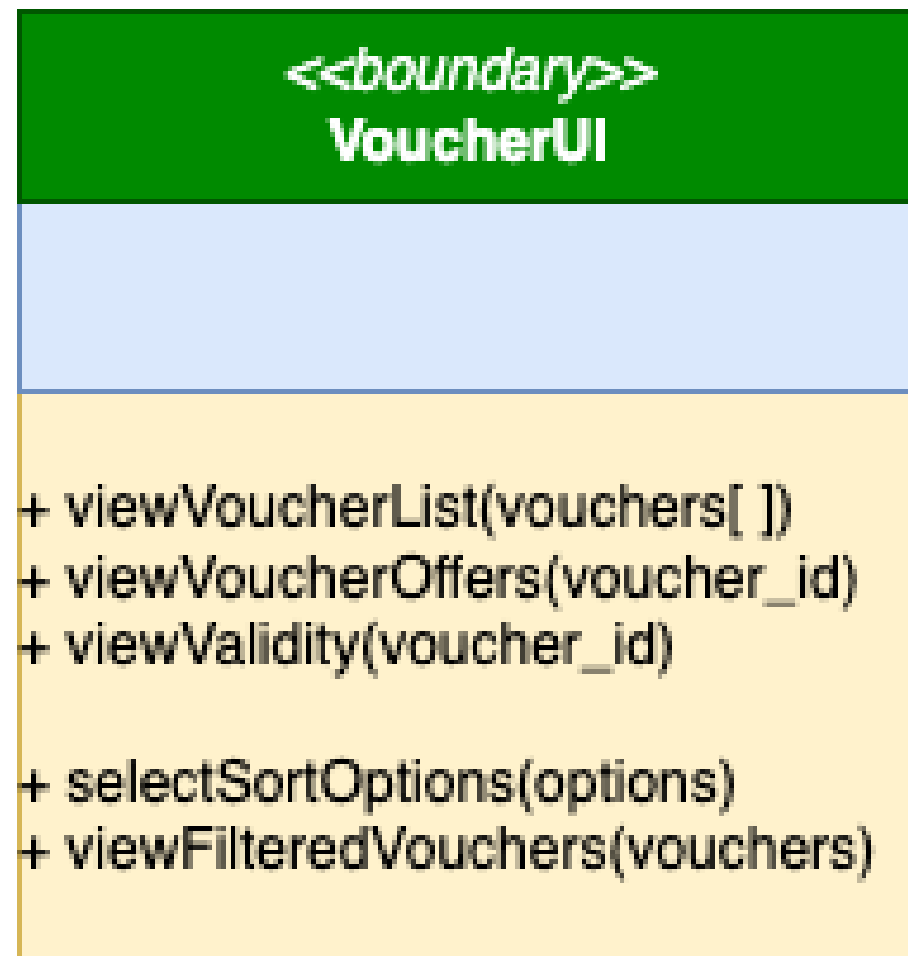 <<boundary>>
VoucherUI
+ viewVoucherList(vouchers[ ])
+ viewVoucherOffers(voucher_id)
+ viewValidity(voucher_id)
+ selectSortOptions(options)
+ viewFilteredVouchers(vouchers)